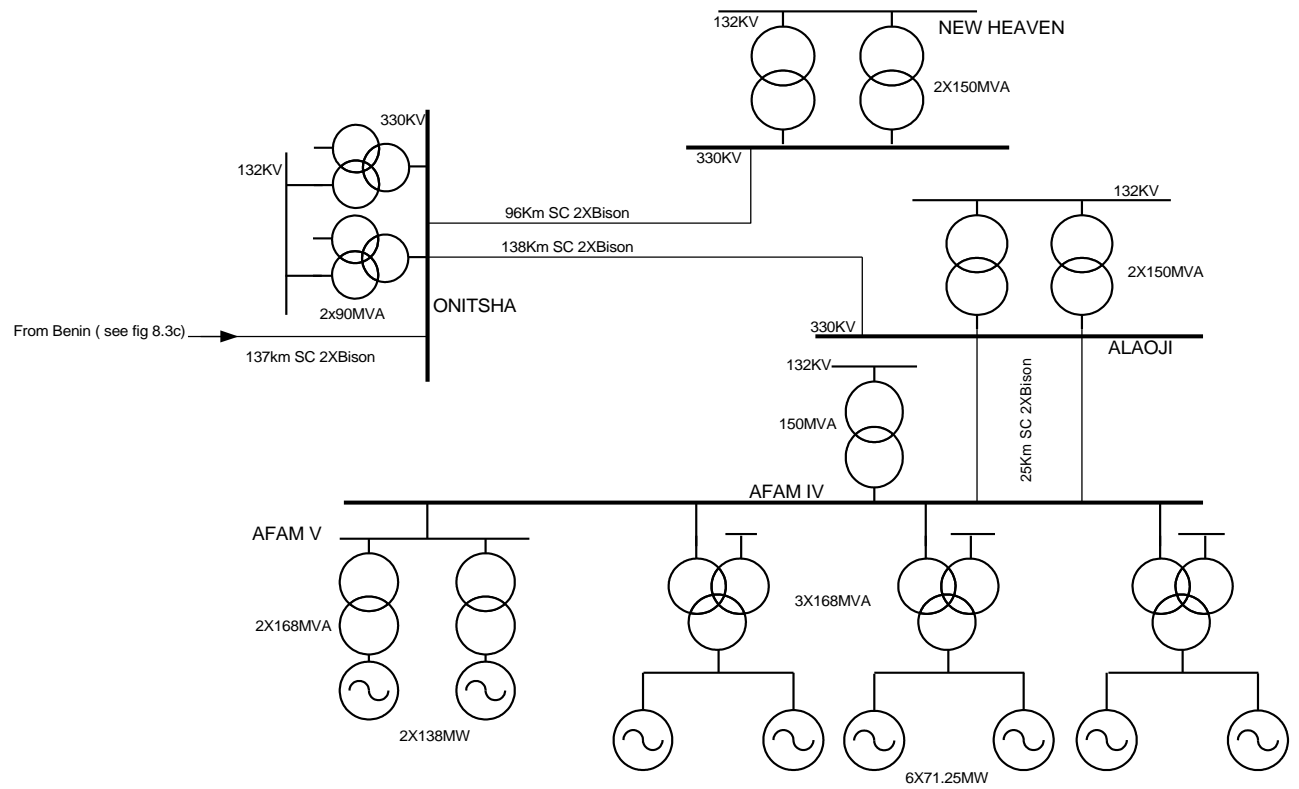 132KV
NEW HEAVEN
2X150MVA
330KV
330KV
132KV
132KV
96Km SC 2XBison
138Km SC 2XBison
2X150MVA
2x90MVA
ONITSHA
From Benin ( see fig 8.3c)
330KV
ALAOJI
137km SC 2XBison
132KV
25Km SC 2XBison
150MVA
AFAM IV
AFAM V
3X168MVA
2X168MVA
2X138MW
6X71.25MW